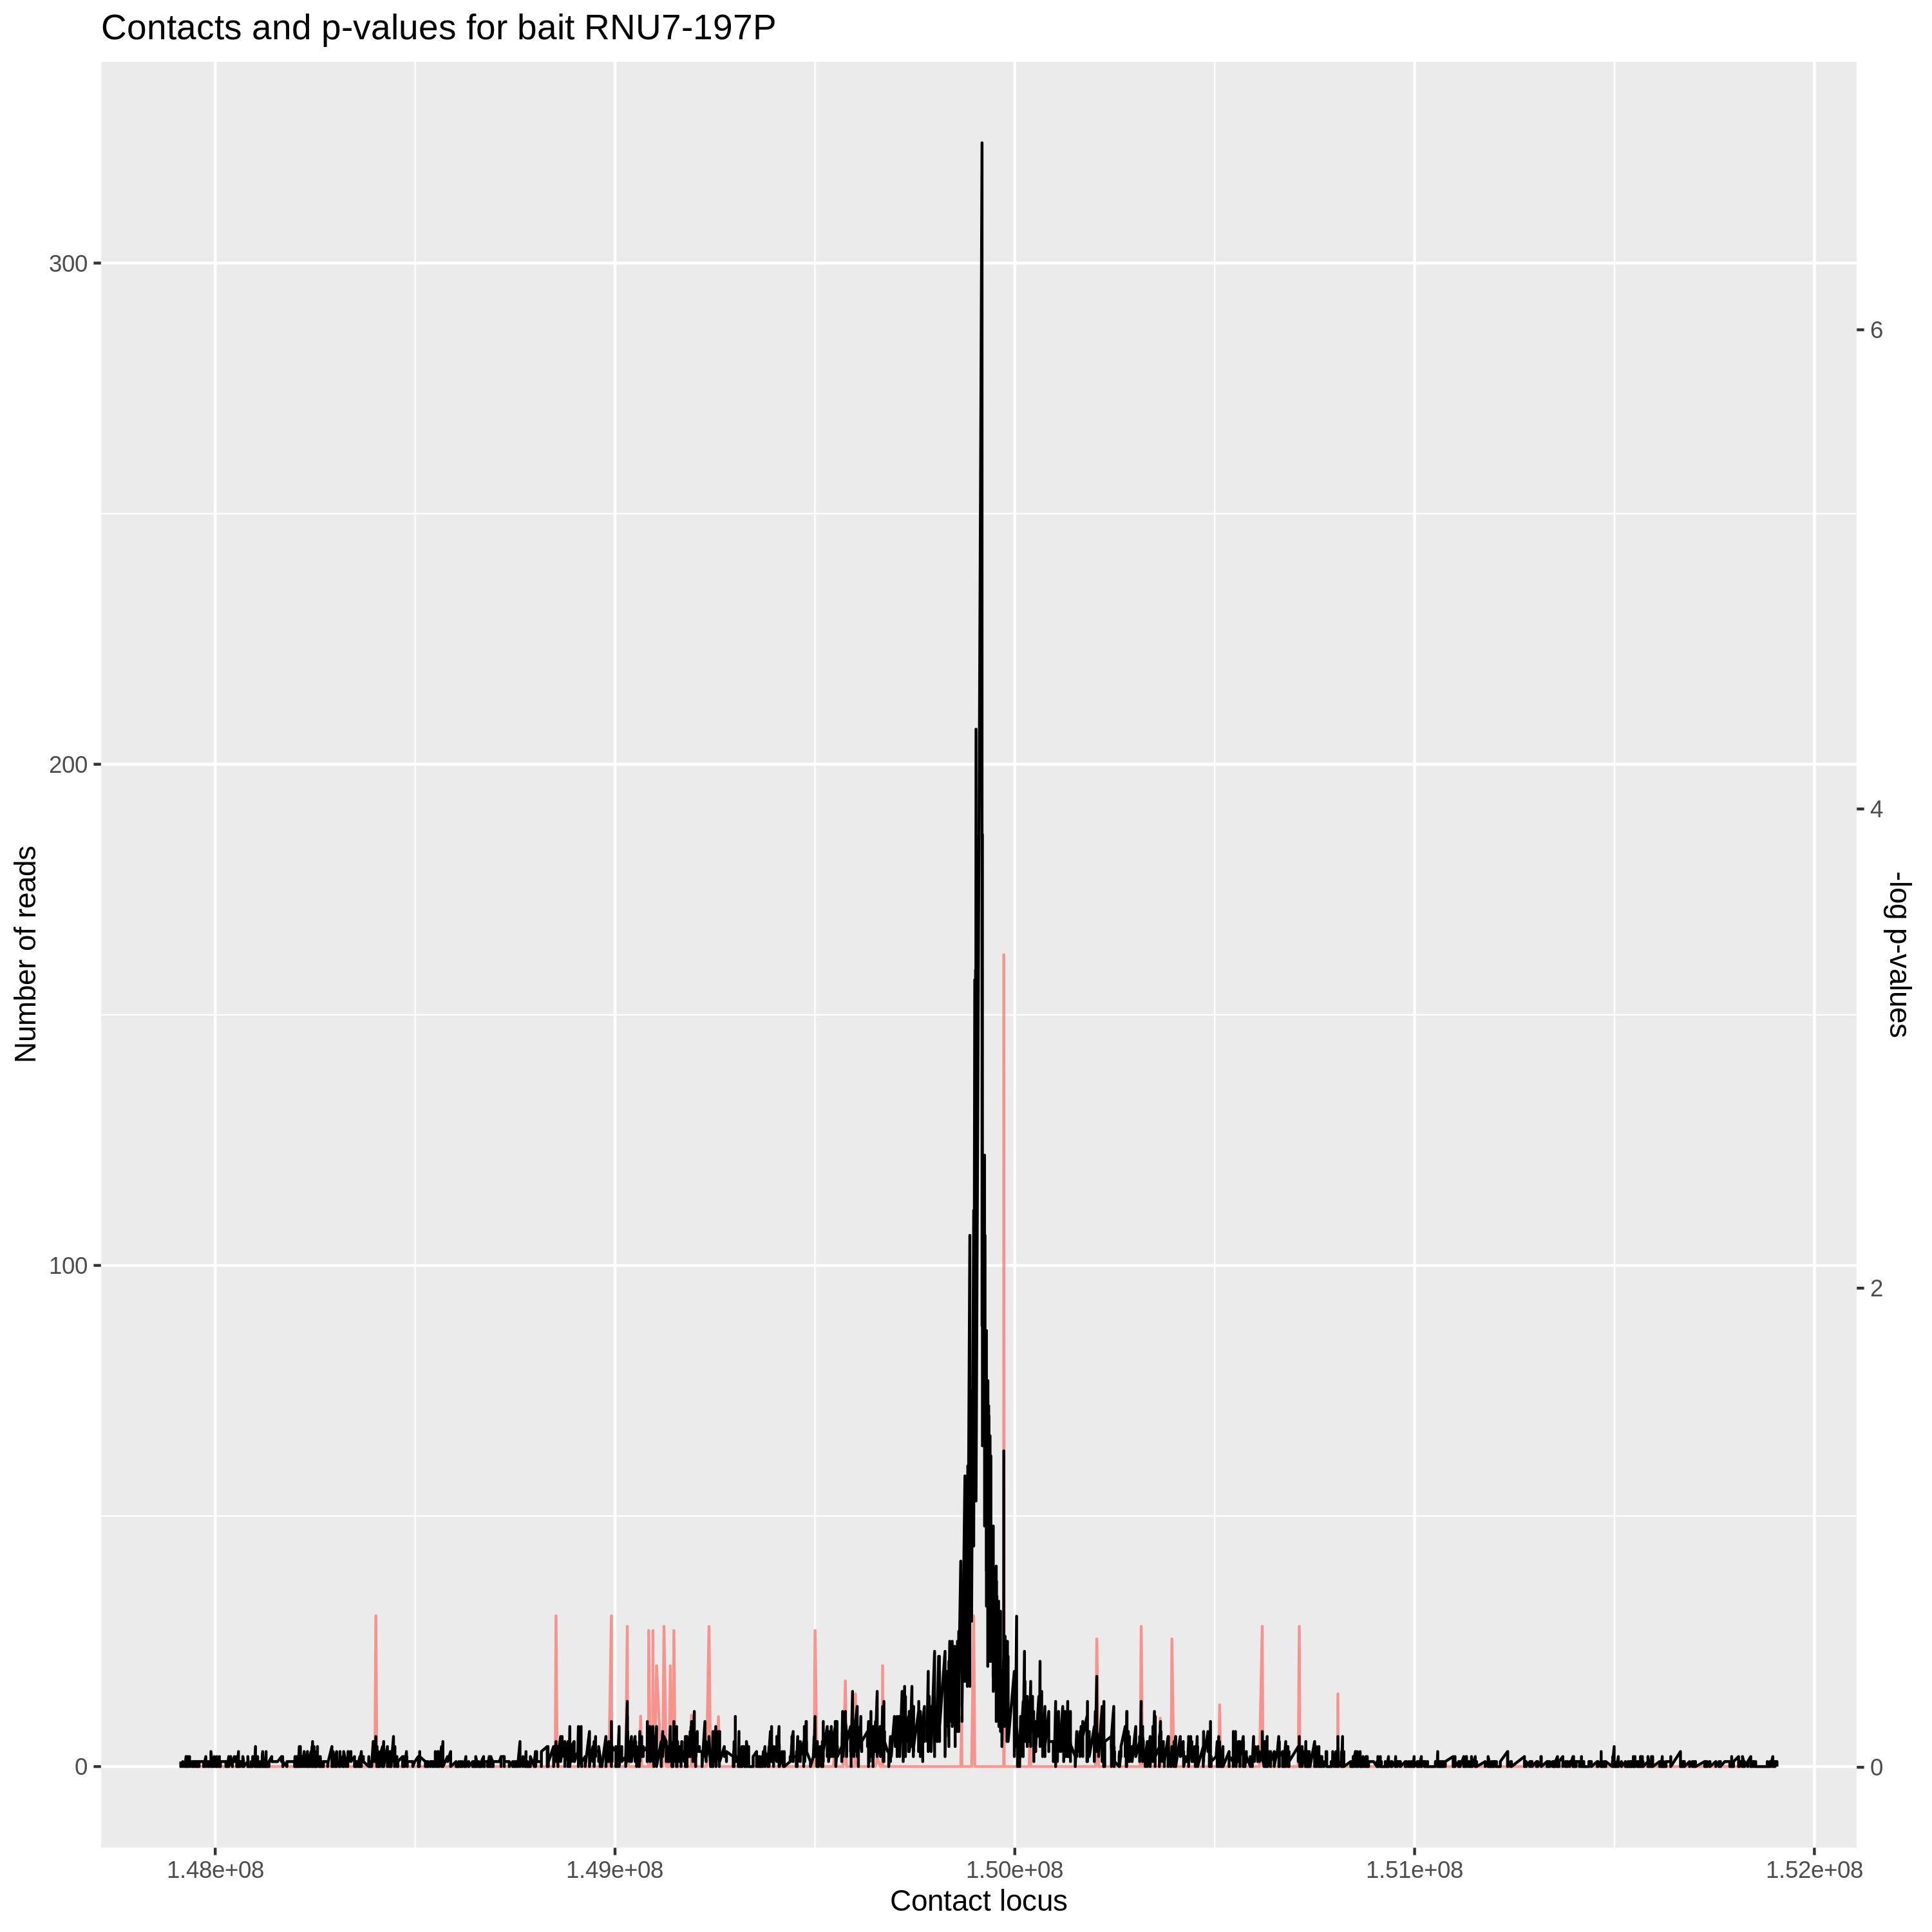 Contacts and p-values for bait RNU7-197P
300
200
100
0
Number of reads
6
4
2
0
-log p-values
1.48e+08
1.49e+08
1.50e+08
1.51e+08
1.52e+08
Contact locus